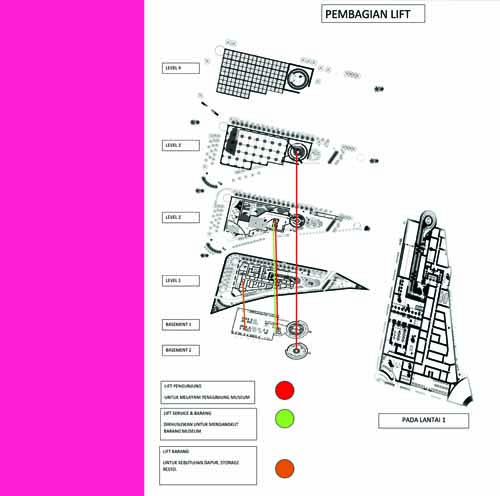 PEMBAGIAN LIFT
LEVEL 4
LEVEL 3
LEVEL 2
LEVEL 1
BASEMENT 1
BASEMENT 2
LIFT PENGUNJUNG
UNTUK MELAYANI PENGUNJUNG MUSEUM
LIFT SERVICE & BARANG
DIKHUSUSKAN UNTUK MENGANGKUT
BARANG MUSEUM
LIFT BARANG
UNTUK KEBUTUHAN DAPUR, STORAGE
RESTO.
PADA LANTAI 1